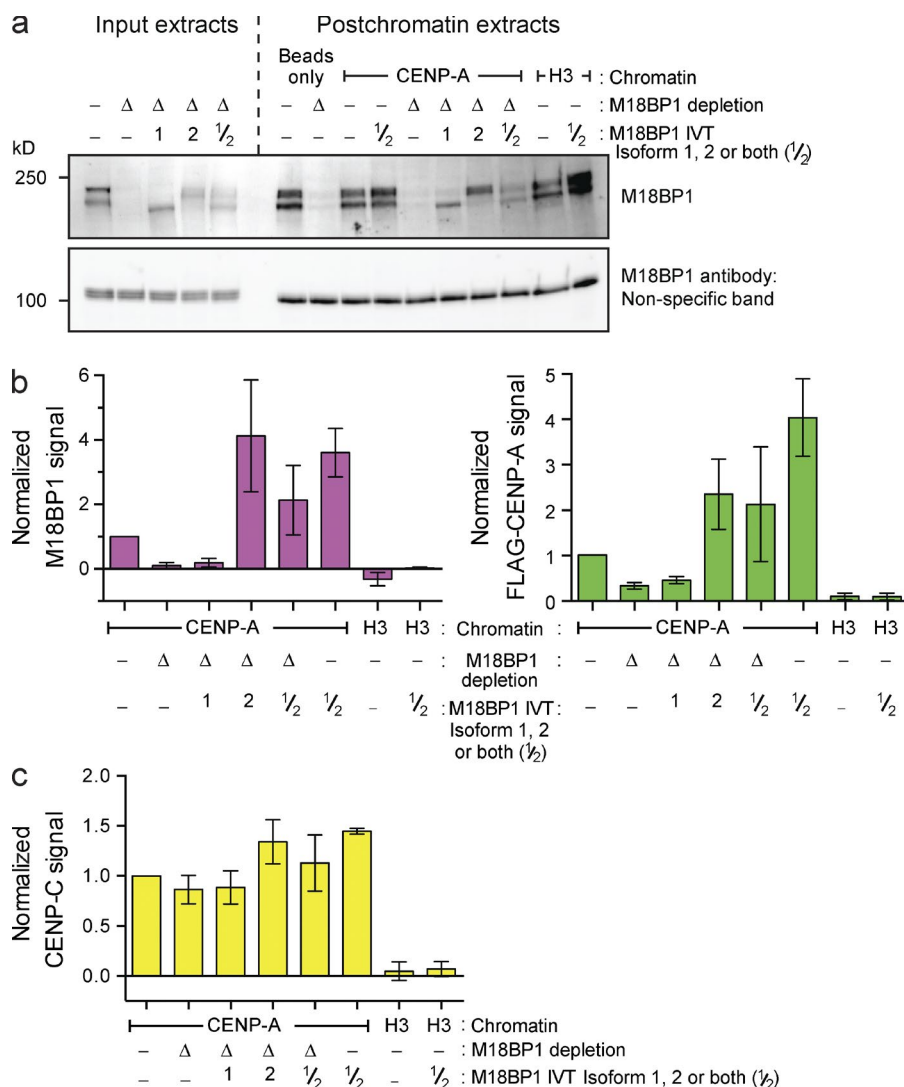 a
Input extracts
Postchromatin extracts
Beads only
CENP-A
H3
: Chromatin
– Δ Δ Δ Δ – Δ – – Δ Δ Δ Δ – –
: M18BP1 depletion
– – 1 2 ½ – – – ½ – 1 2 ½ – ½
: M18BP1 IVT
Isoform 1, 2 or both (½)
kD
250
M18BP1
100
M18BP1 antibody:
Non-specific band
b
Normalized
M18BP1 signal
6
4
2
0
Normalized
FLAG-CENP-A signal
5
4
3
2
1
0
CENP-A H3 H3 : Chromatin : CENP-A H3 H3
– Δ Δ Δ Δ – – – : M18BP1 : – Δ Δ Δ Δ – – –
depletion
– – 1 2 ½ ½ – ½ : M18BP1 IVT : – – 1 2 ½ ½ – ½
Isoform 1, 2
or both (½)
c
Normalized
CENP-C signal
2.0
1.5
1.0
0.5
0.0
CENP-A H3 H3 : Chromatin
– Δ Δ Δ Δ – – – : M18BP1 depletion
– – 1 2 ½ ½ – ½ : M18BP1 IVT Isoform 1, 2 or both (½)